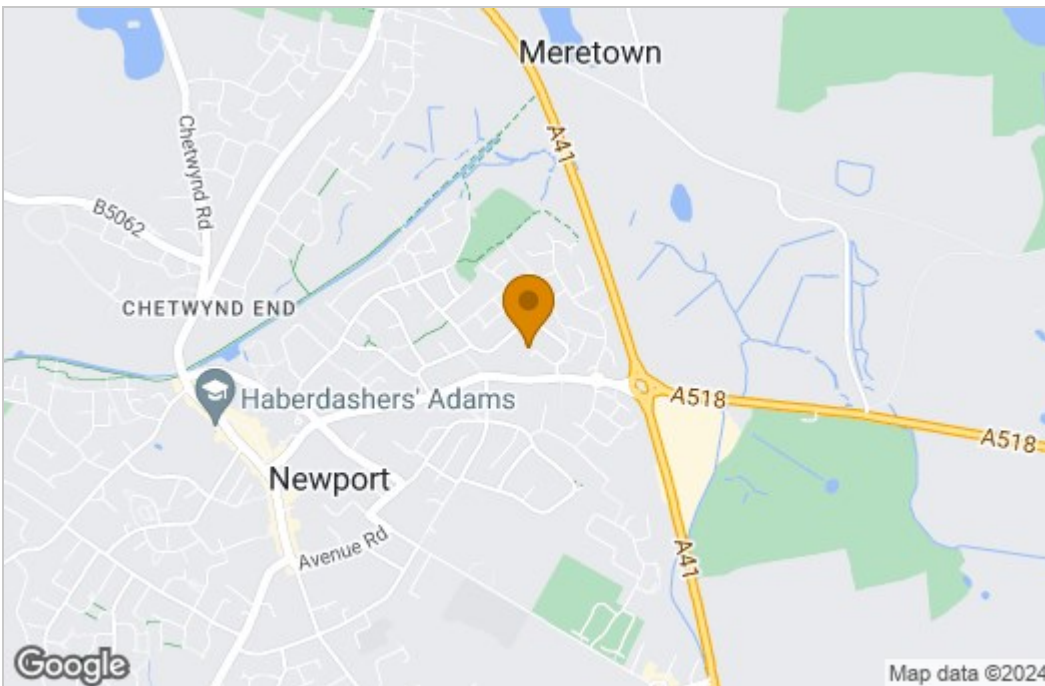 Meretown
A41
Chetwynd Rd
B5062
CHETWYND END
Haberdashers' Adams
A518
A518
Newport
Avenue Rd
A41
Google
Map data ©2024